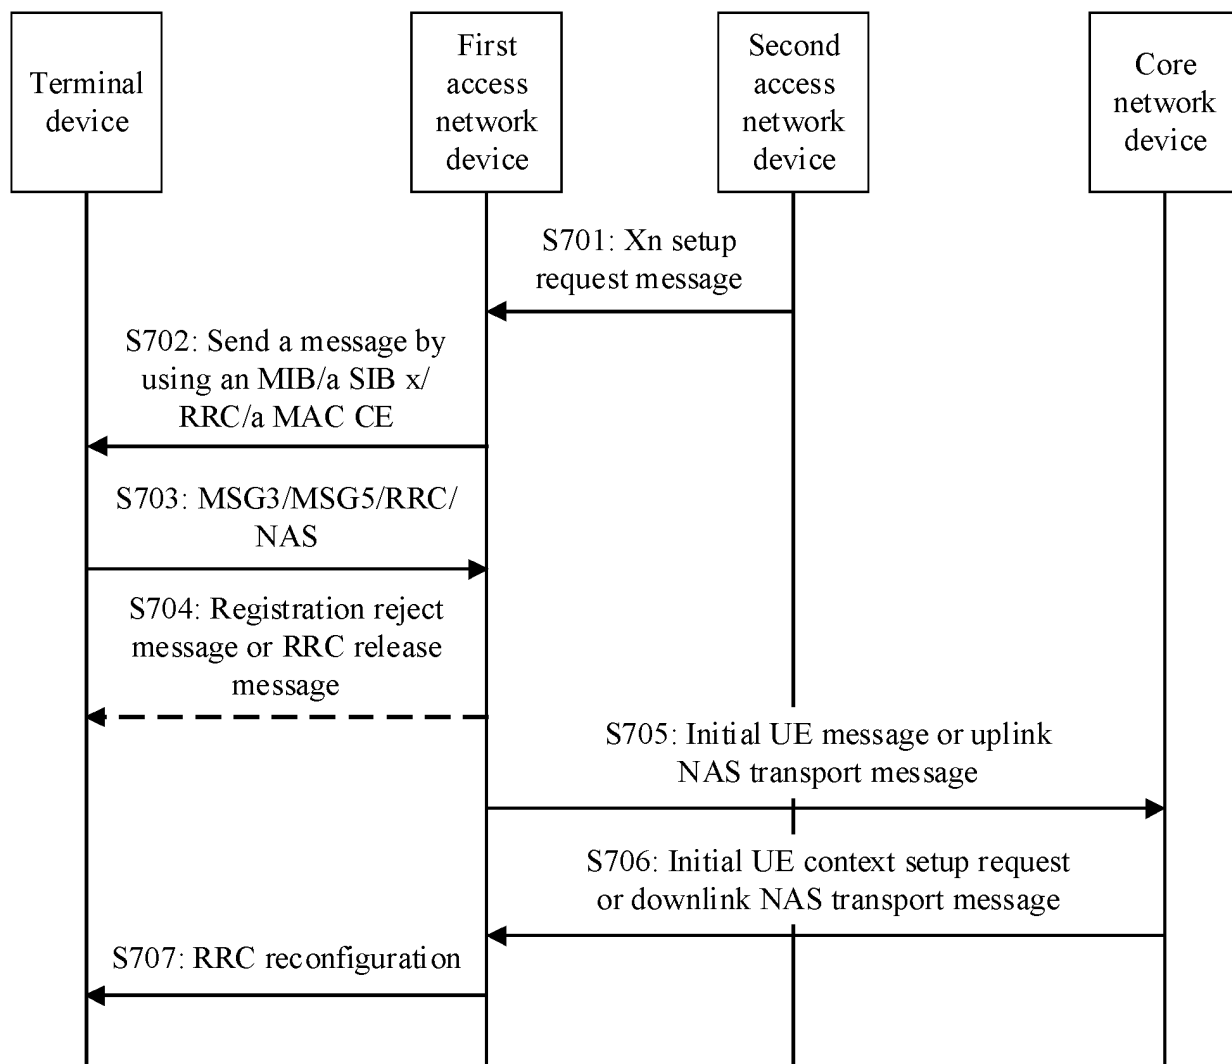 Terminal
device
First
access
network
device
Second
access
network
device
Core
network
device
S701: Xn setup
request message
S702: Send a message by
using an MIB/a SIB x/
RRC/a MAC CE
S703: MSG3/MSG5/RRC/
NAS
S704: Registration reject
message or RRC release
message
S705: Initial UE message or uplink
NAS transport message
S706: Initial UE context setup request
or downlink NAS transport message
S707: RRC reconfiguration